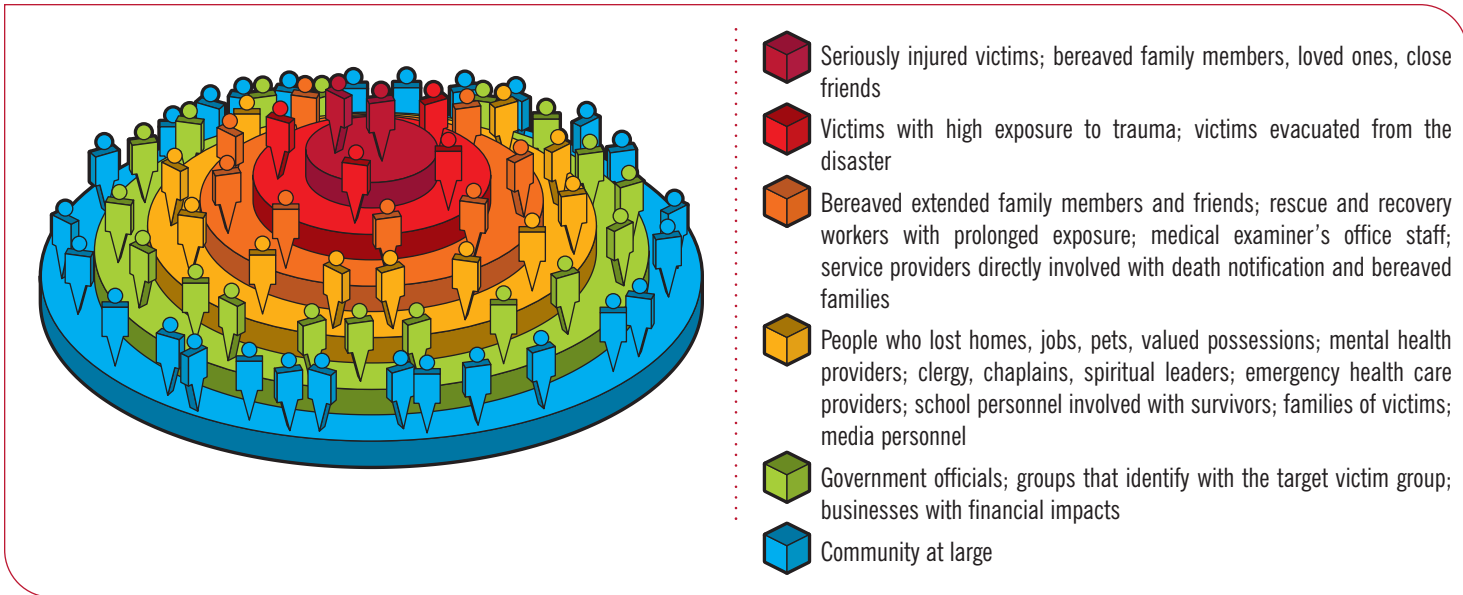 Seriously injured victims; bereaved family members, loved ones, close
friends
Victims with high exposure to trauma; victims evacuated from the
disaster
Bereaved extended family members and friends; rescue and recovery
workers with prolonged exposure; medical examiner’s office staff;
service providers directly involved with death notification and bereaved
families
People who lost homes, jobs, pets, valued possessions; mental health
providers; clergy, chaplains, spiritual leaders; emergency health care
providers; school personnel involved with survivors; families of victims;
media personnel
Government officials; groups that identify with the target victim group;
businesses with financial impacts
Community at large